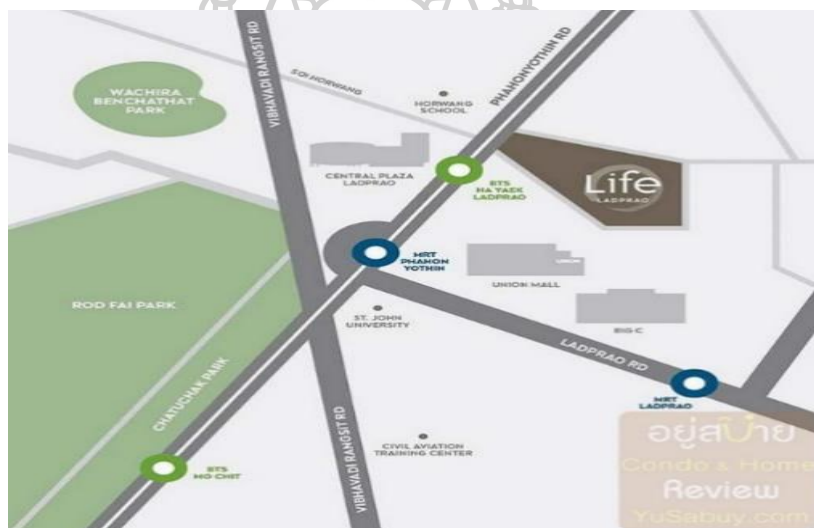 WACHIRA
BENCHATHAT
PARK
VIBHAVADI RANGSIT RD
SOI HORWANG
HORWANG
SCHOOL
PHAHONYOTHIN RD
CENTRAL PLAZA
LADPRAO
BTS
HA YAEK
LADPRAO
Life
LADPRAO
MRT
PHAHON
YOTHIN
UNION
UNION MALL
ROD FAI PARK
ST. JOHN
UNIVERSITY
BIG C
CHATUCHAK PARK
LADPRAO RD
MRT
LADPRAO
BTS
MO CHIT
VIBHAVADI RANGSIT RD
CIVIL AVIATION
TRAINING CENTER
อยู่สบาย
Condo & Home
Review
YuSabuy.com